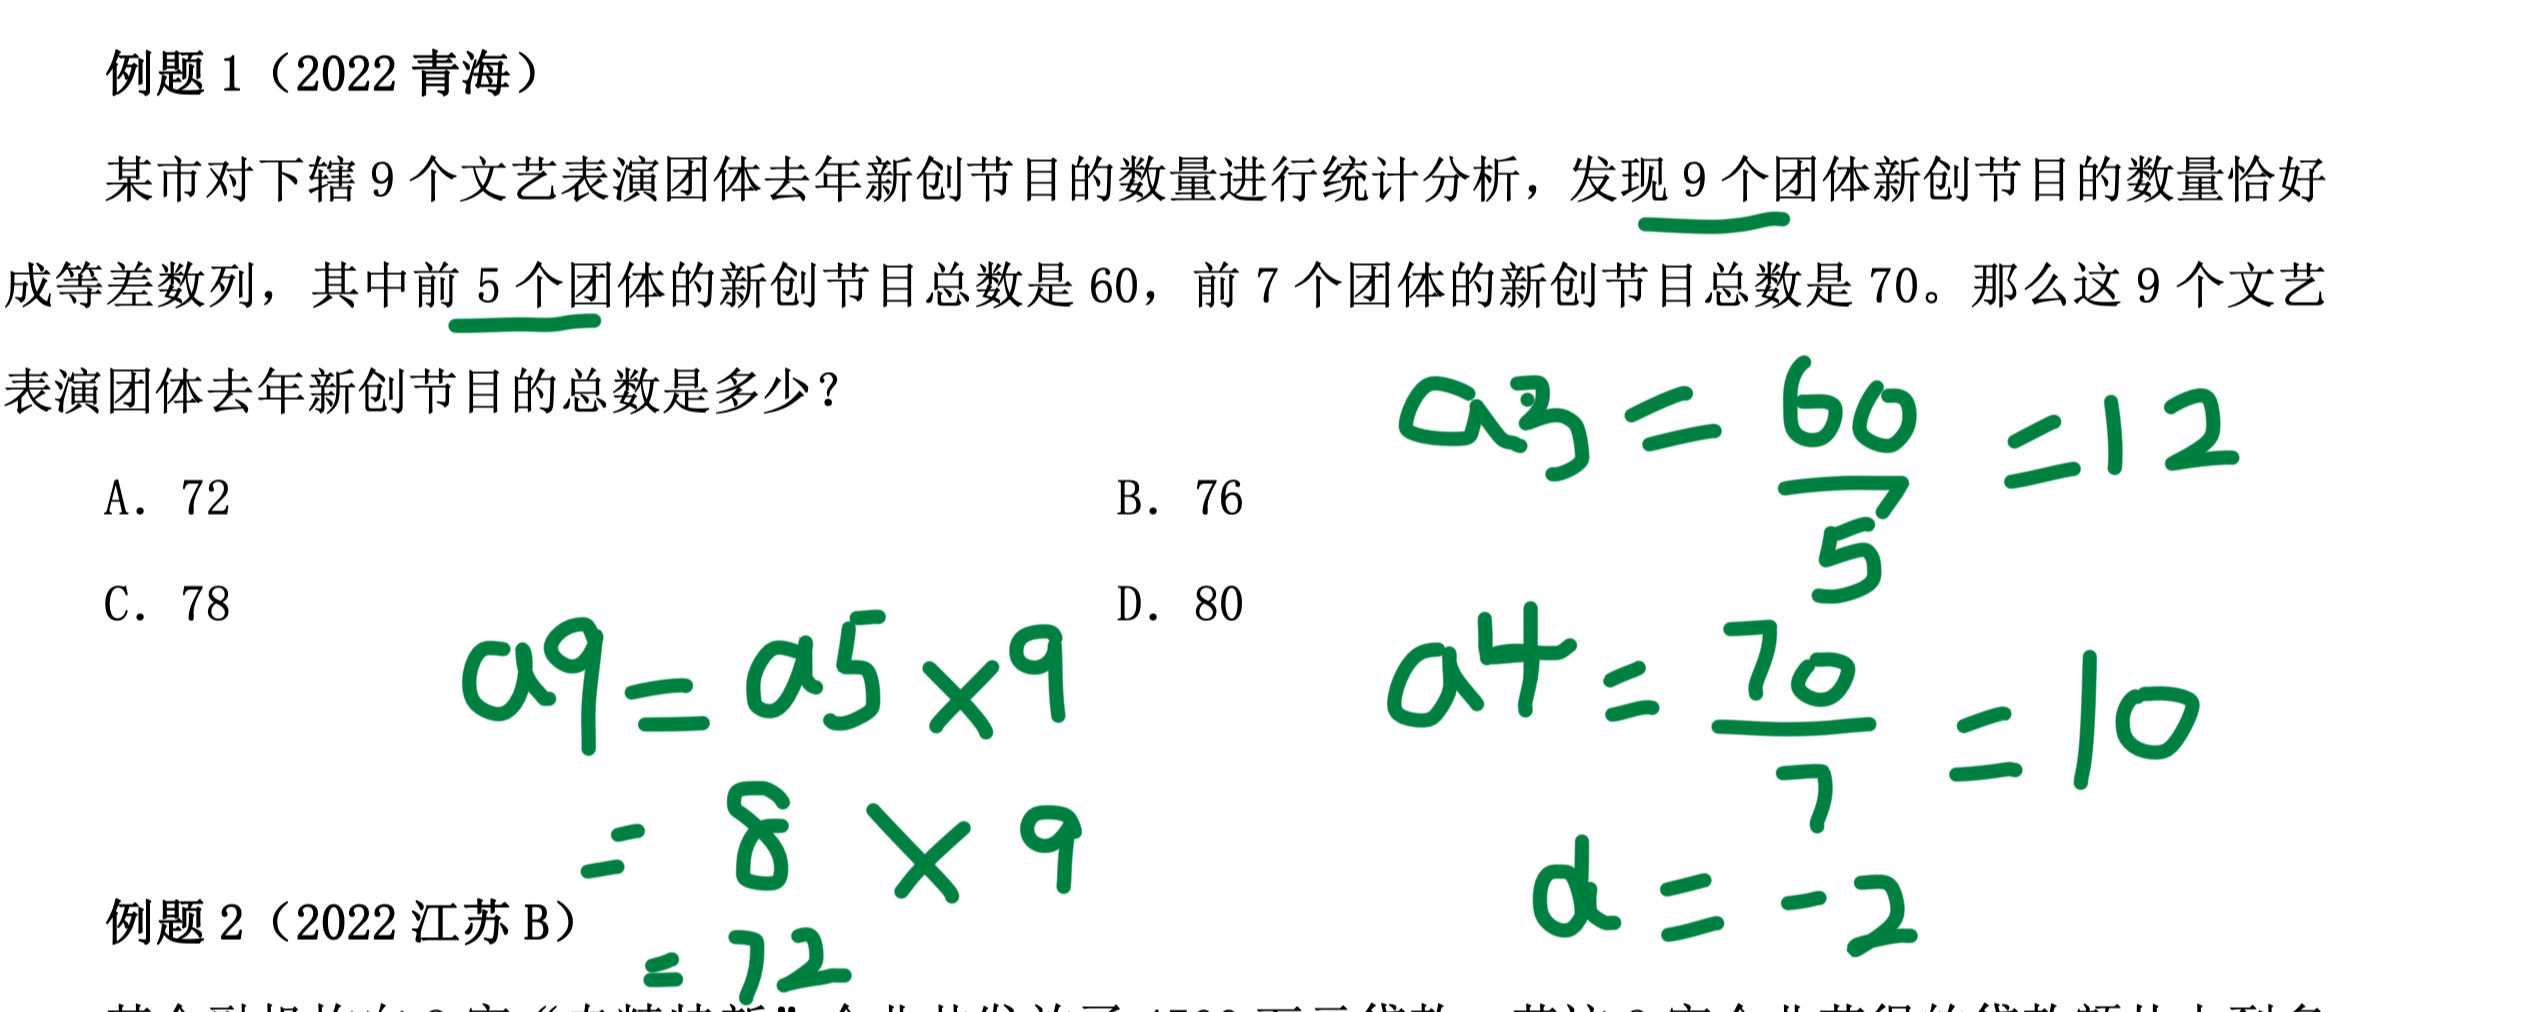 例题 1（2022 青海）
某市对下辖 9 个文艺表演团体去年新创节目的数量进行统计分析，发现 9 个团体新创节目的数量恰好
成等差数列，其中前 5 个团体的新创节目总数是 60，前 7 个团体的新创节目总数是 70。那么这 9 个文艺
表演团体去年新创节目的总数是多少？
a3 = 60/5 = 12
A. 72
B. 76
C. 78
D. 80
a9 = a5 × 9
= 8 × 9
= 72
a4 = 70/7 = 10
d = -2
例题 2（2022 江苏 B）